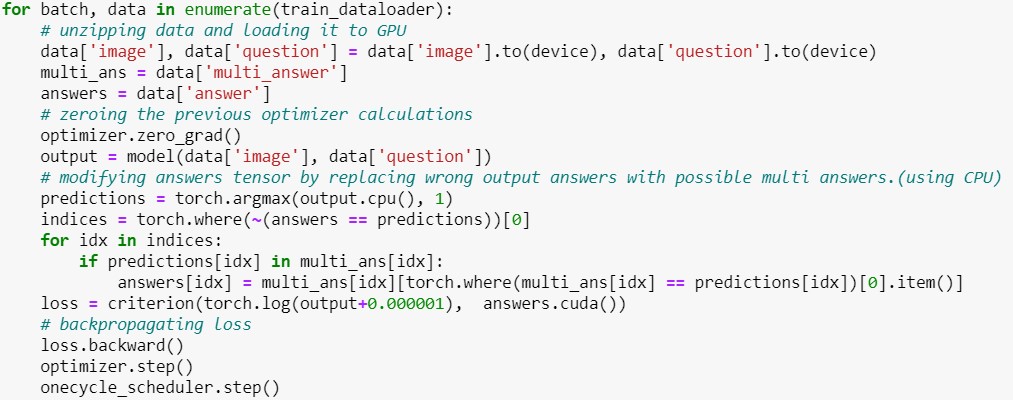 for batch, data in enumerate(train_dataloader):
    # unzipping data and loading it to GPU
    data['image'], data['question'] = data['image'].to(device), data['question'].to(device)
    multi_ans = data['multi_answer']
    answers = data['answer']
    # zeroing the previous optimizer calculations
    optimizer.zero_grad()
    output = model(data['image'], data['question'])
    # modifying answers tensor by replacing wrong output answers with possible multi answers.(using CPU)
    predictions = torch.argmax(output.cpu(), 1)
    indices = torch.where(~(answers == predictions))[0]
    for idx in indices:
        if predictions[idx] in multi_ans[idx]:
            answers[idx] = multi_ans[idx][torch.where(multi_ans[idx] == predictions[idx])[0].item()]
    loss = criterion(torch.log(output+0.000001),  answers.cuda())
    # backpropagating loss
    loss.backward()
    optimizer.step()
    onecycle_scheduler.step()